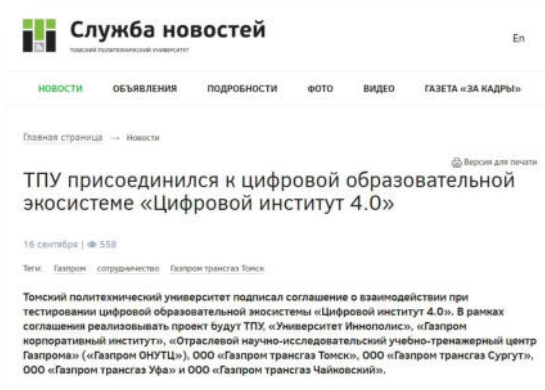 Служба новостей
ТОМСКИЙ ПОЛИТЕХНИЧЕСКИЙ УНИВЕРСИТЕТ
En
НОВОСТИ ОБЪЯВЛЕНИЯ ПОДРОБНОСТИ ФОТО ВИДЕО ГАЗЕТА «ЗА КАДРЫ»
Главная страница → Новости
Версия для печати
ТПУ присоединился к цифровой образовательной
экосистеме «Цифровой институт 4.0»
16 сентября | 558
Теги: Газпром сотрудничество Газпром трансгаз Томск
Томский политехнический университет подписал соглашение о взаимодействии при
тестировании цифровой образовательной экосистемы «Цифровой институт 4.0». В рамках
соглашения реализовывать проект будут ТПУ, «Университет Иннополис», «Газпром
корпоративный институт», «Отраслевой научно-исследовательский учебно-тренажерный центр
Газпрома» («Газпром ОНУТЦ»), ООО «Газпром трансгаз Томск», ООО «Газпром трансгаз Сургут»,
ООО «Газпром трансгаз Уфа» и ООО «Газпром трансгаз Чайковский».